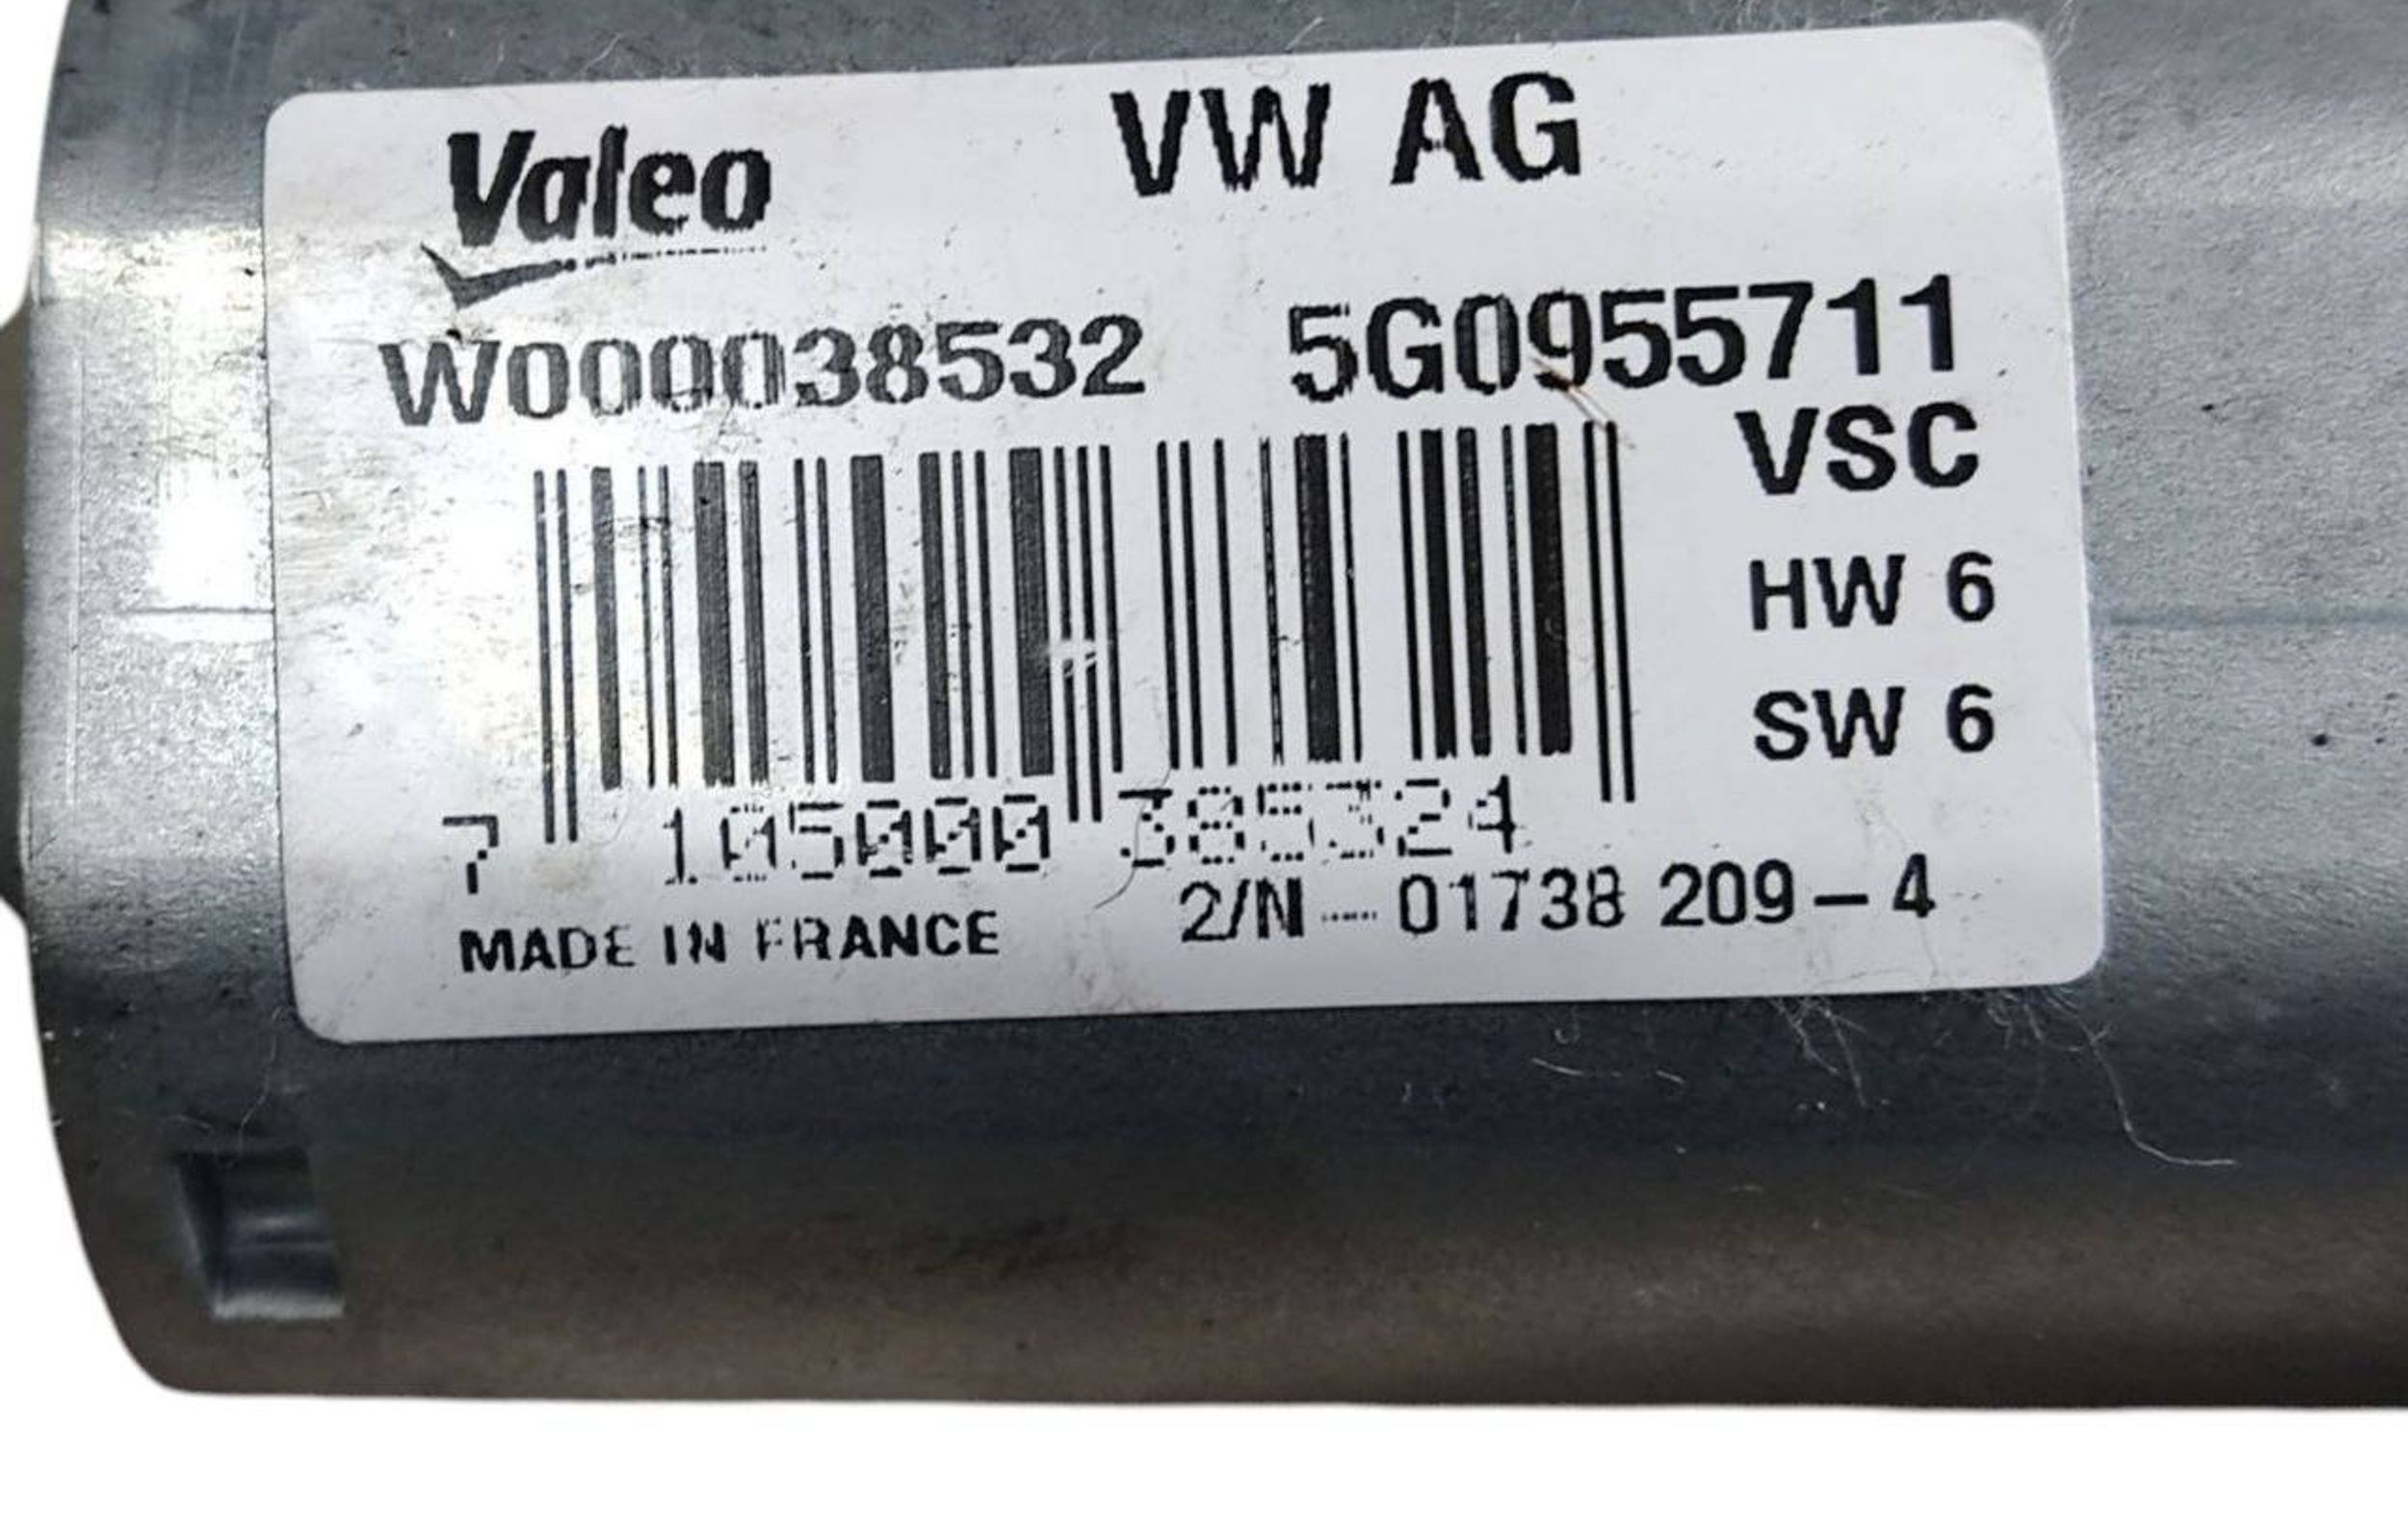 Valeo VW AG
W000038532 5G0955711
VSC
HW 6
SW 6
7 105000 385324
MADE IN FRANCE 2/N — 01738 209 – 4